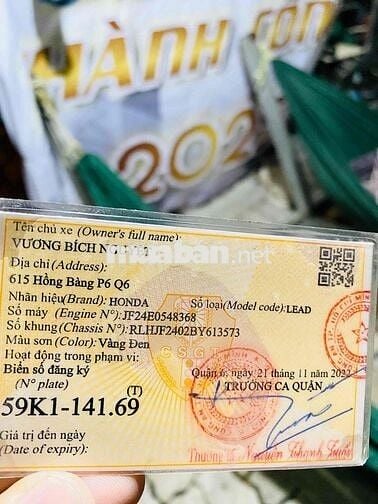 HÀNH CÔN
202
muaban.net
Tên chủ xe (Owner's full name):
VƯƠNG BÍCH
Địa chỉ(Address):
615 Hồng Bàng P6 Q6
Nhãn hiệu(Brand): HONDA
Số loại(Model code):LEAD
Số máy (Engine N°):JF24E0548368
Số khung(Chassis N°):RLHJF2402BY613573
Màu sơn (Color): Vàng Đen
Hoạt động trong phạm vi:
Biển số đăng ký
(N° plate)
59K1-141.69 (T)
Giá trị đến ngày
(Date of expiry):
ngày 21 tháng 11 năm
TRƯỞNG CA QUẬN